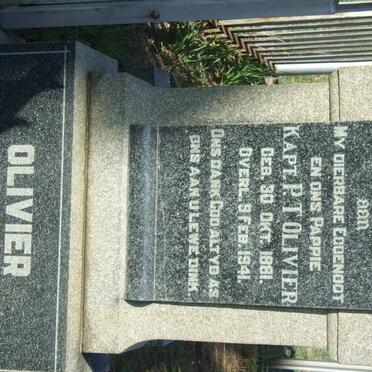 MY DIERBARE EGGENOOT
EN ONS PAPPIE
KAPT. P. T. OLIVIER
GEB. 30 OKT. 1881.
OVERL. 9 FEB. 1941.
ONS DANK GOD ALTYD AS
ONS AAN U LEWE DINK
OLIVIER